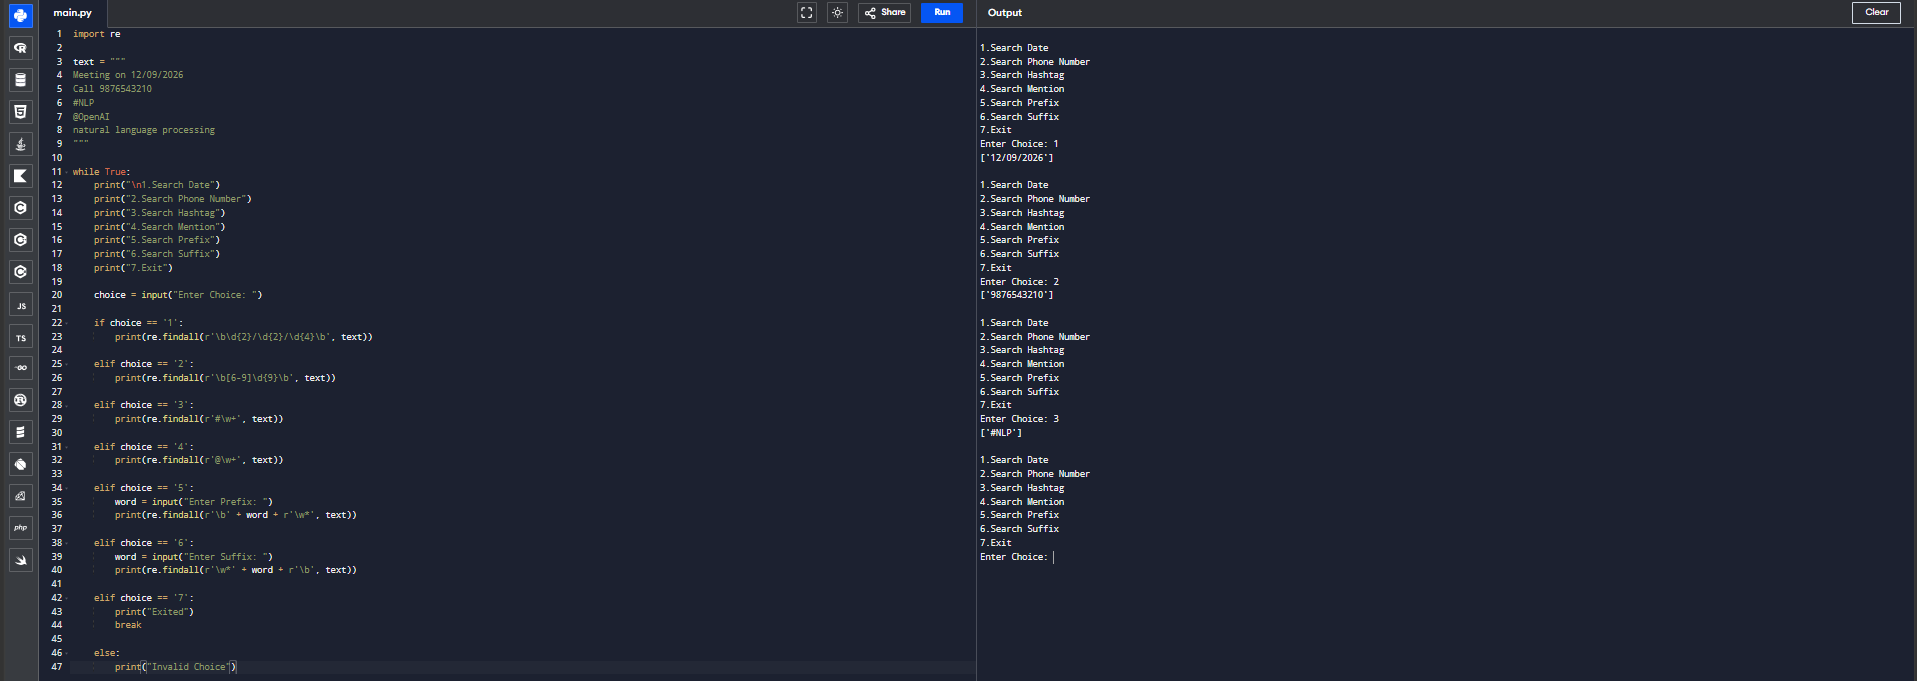 main.py
Share
Run
Output
Clear
JS
TS
GO
php
1 import re
2
3 text = """
4 Meeting on 12/09/2026
5 Call 9876543210
6 #NLP
7 @OpenAI
8 natural language processing
9 """
10
11 while True:
12 print("\n1.Search Date")
13 print("2.Search Phone Number")
14 print("3.Search Hashtag")
15 print("4.Search Mention")
16 print("5.Search Prefix")
17 print("6.Search Suffix")
18 print("7.Exit")
19
20 choice = input("Enter Choice: ")
21
22 if choice == '1':
23 print(re.findall(r'\b\d{2}/\d{2}/\d{4}\b', text))
24
25 elif choice == '2':
26 print(re.findall(r'\b[6-9]\d{9}\b', text))
27
28 elif choice == '3':
29 print(re.findall(r'#\w+', text))
30
31 elif choice == '4':
32 print(re.findall(r'@\w+', text))
33
34 elif choice == '5':
35 word = input("Enter Prefix: ")
36 print(re.findall(r'\b' + word + r'\w*', text))
37
38 elif choice == '6':
39 word = input("Enter Suffix: ")
40 print(re.findall(r'\w*' + word + r'\b', text))
41
42 elif choice == '7':
43 print("Exited")
44 break
45
46 else:
47 print("Invalid Choice")
1.Search Date
2.Search Phone Number
3.Search Hashtag
4.Search Mention
5.Search Prefix
6.Search Suffix
7.Exit
Enter Choice: 1
['12/09/2026']
1.Search Date
2.Search Phone Number
3.Search Hashtag
4.Search Mention
5.Search Prefix
6.Search Suffix
7.Exit
Enter Choice: 2
['9876543210']
1.Search Date
2.Search Phone Number
3.Search Hashtag
4.Search Mention
5.Search Prefix
6.Search Suffix
7.Exit
Enter Choice: 3
['#NLP']
1.Search Date
2.Search Phone Number
3.Search Hashtag
4.Search Mention
5.Search Prefix
6.Search Suffix
7.Exit
Enter Choice: